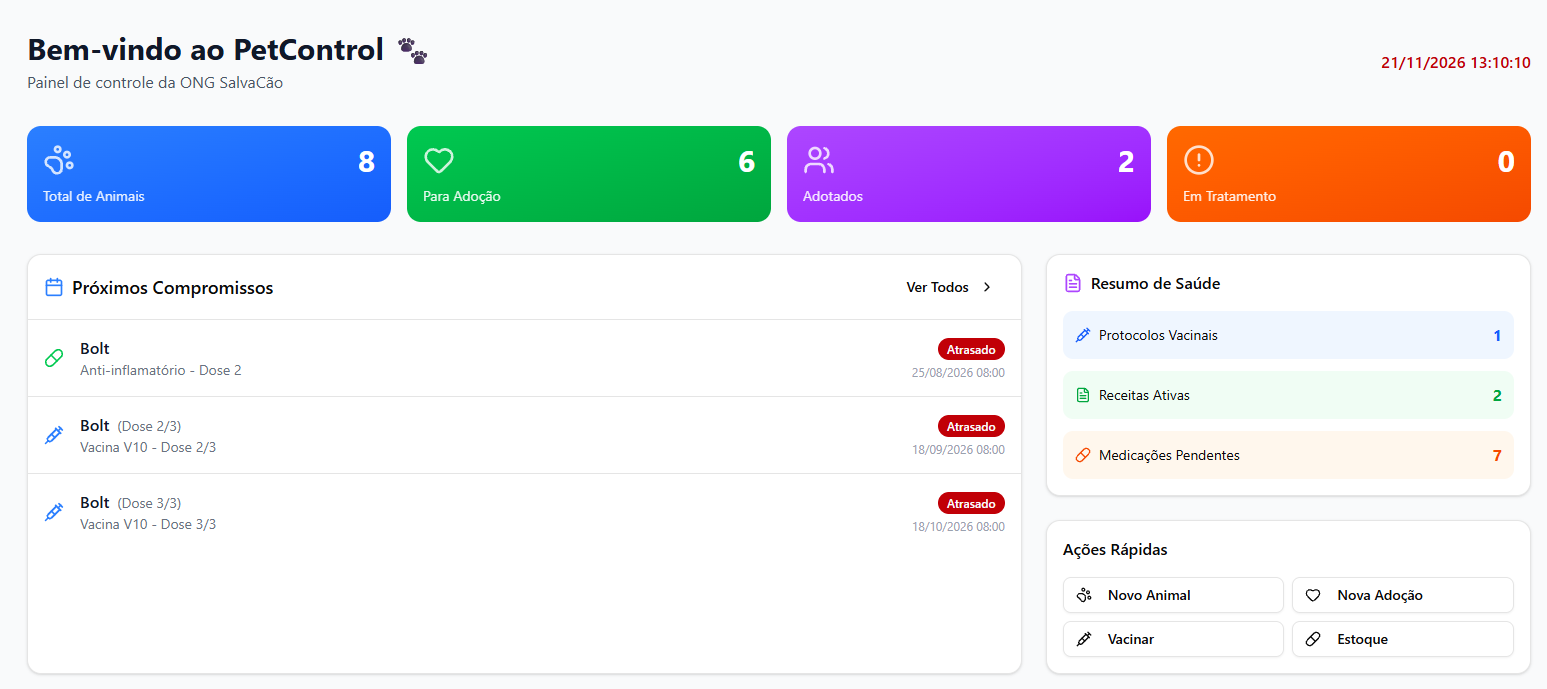 Bem-vindo ao PetControl
Painel de controle da ONG SalvaCão
21/11/2026 13:10:10
8
Total de Animais
6
Para Adoção
2
Adotados
0
Em Tratamento
Próximos Compromissos
Ver Todos
Bolt
Anti-inflamatório - Dose 2
Atrasado
25/08/2026 08:00
Bolt (Dose 2/3)
Vacina V10 - Dose 2/3
Atrasado
18/09/2026 08:00
Bolt (Dose 3/3)
Vacina V10 - Dose 3/3
Atrasado
18/10/2026 08:00
Resumo de Saúde
Protocolos Vacinais 1
Receitas Ativas 2
Medicações Pendentes 7
Ações Rápidas
Novo Animal
Nova Adoção
Vacinar
Estoque